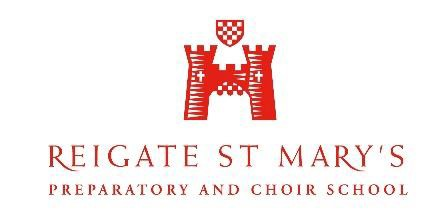 REIGATE ST MARY'S
PREPARATORY AND CHOIR SCHOOL